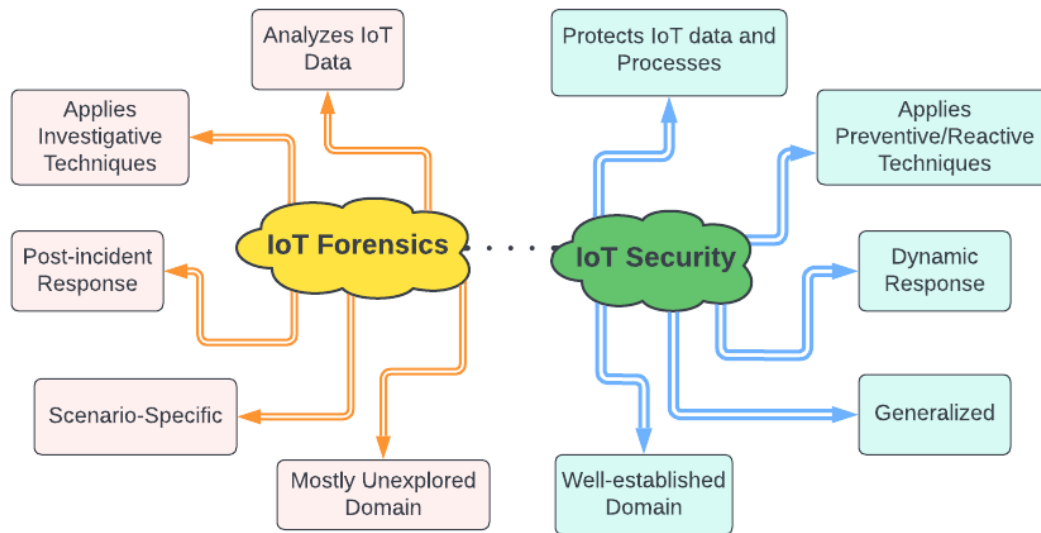 Analyzes IoT
Data
Protects IoT data and
Processes
Applies
Investigative
Techniques
Applies
Preventive/Reactive
Techniques
IoT Forensics
IoT Security
Post-incident
Response
Dynamic
Response
Scenario-Specific
Generalized
Mostly Unexplored
Domain
Well-established
Domain